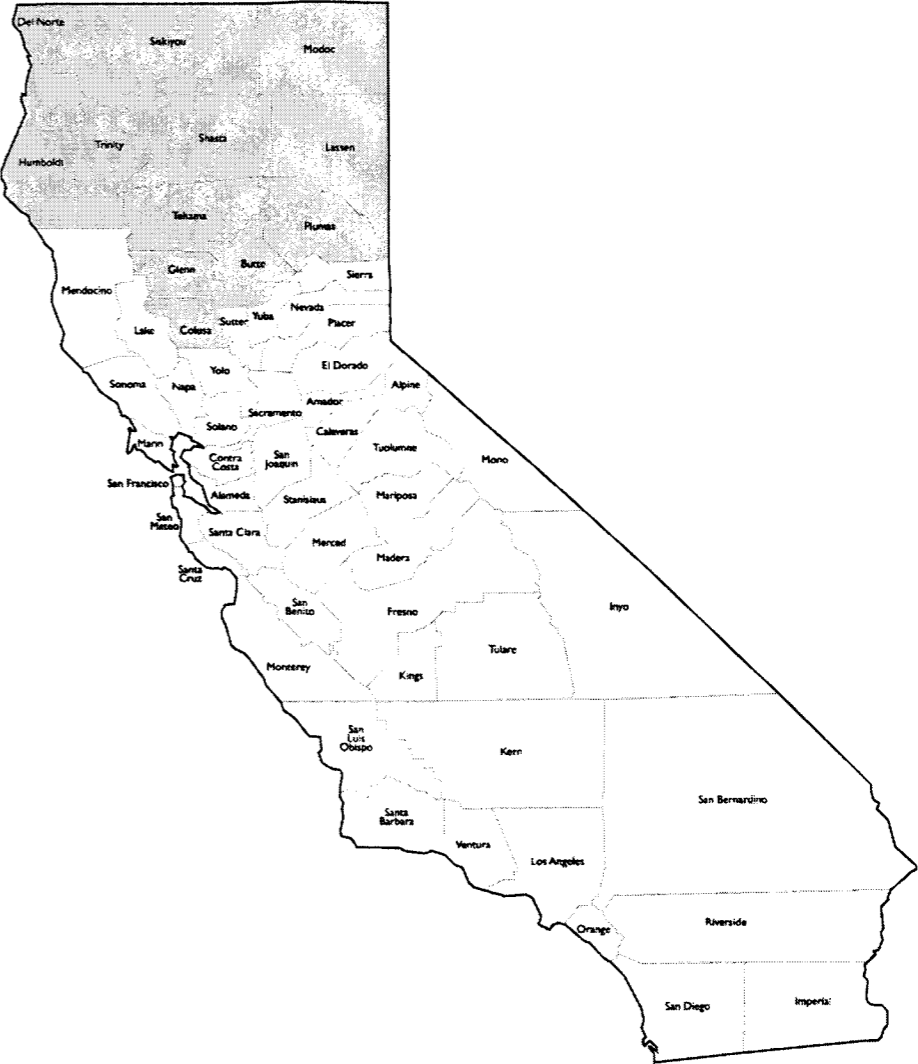 Del Norte
Siskiyou
Modoc
Trinity
Shasta
Lassen
Humboldt
Tehama
Plumas
Glenn
Butte
Sierra
Mendocino
Nevada
Lake
Colusa
Sutter
Yuba
Placer
Yolo
El Dorado
Sonoma
Napa
Alpine
Amador
Sacramento
Solano
Calaveras
Marin
Tuolumne
Contra
Costa
San
Joaquin
Mono
San Francisco
Alameda
Stanislaus
Mariposa
San
Mateo
Santa Clara
Merced
Madera
Santa
Cruz
San
Benito
Fresno
Inyo
Tulare
Monterey
Kings
San
Luis
Obispo
Kern
San Bernardino
Santa
Barbara
Ventura
Los Angeles
Riverside
Orange
San Diego
Imperial